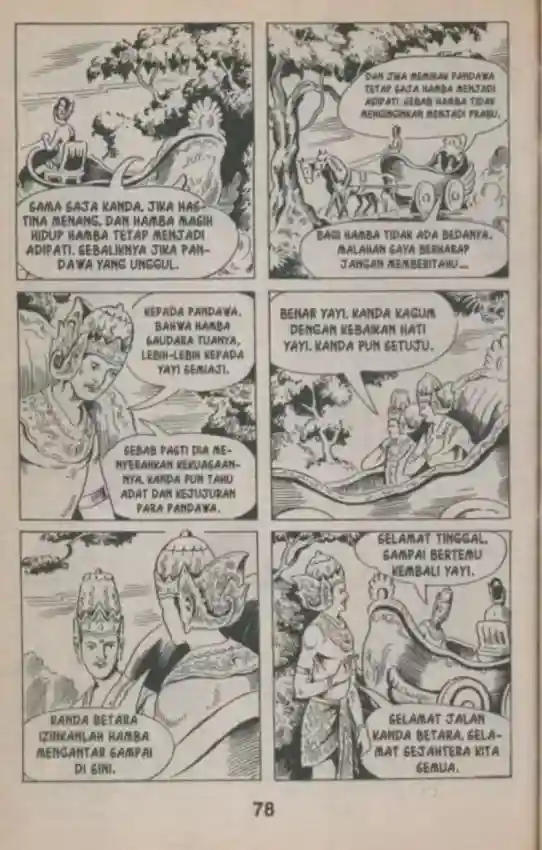 SAMA SAJA KANDA, JIKA HAS-
TINA MENANG, DAN HAMBA MASIH
HIDUP HAMBA TETAP MENJADI
ADIPATI. SEBALIKNYA JIKA PAN-
DAWA YANG UNGGUL.
DAN JIKA MEMIHAK PANDAWA
TETAP SAJA HAMBA MENJADI
ADIPATI SEBAB HAMBA TIDAK
MENGINGINKAN MENJADI PRABU.
BAGI HAMBA TIDAK ADA BEDANYA.
MALAHAN SAYA BERHARAP
JANGAN MEMBERITAHU...
KEPADA PANDAWA.
BAHWA HAMBA
SAUDARA TUANYA,
LEBIH-LEBIH KEPADA
YAYI SEMIAJI.
SEBAB PASTI DIA ME-
NYERAHKAN KEKUASAAN-
NYA. KANDA PUN TAHU
ADAT DAN KEJUJURAN
PARA PANDAWA.
BENAR YAYI. KANDA KAGUM
DENGAN KEBAIKAN HATI
YAYI. KANDA PUN SETUJU.
KANDA BETARA
IZINKANLAH HAMBA
MENGANTAR SAMPAI
DI SINI.
SELAMAT TINGGAL.
SAMPAI BERTEMU
KEMBALI YAYI.
SELAMAT JALAN
KANDA BETARA. SELA-
MAT SEJAHTERA KITA
SEMUA.
78